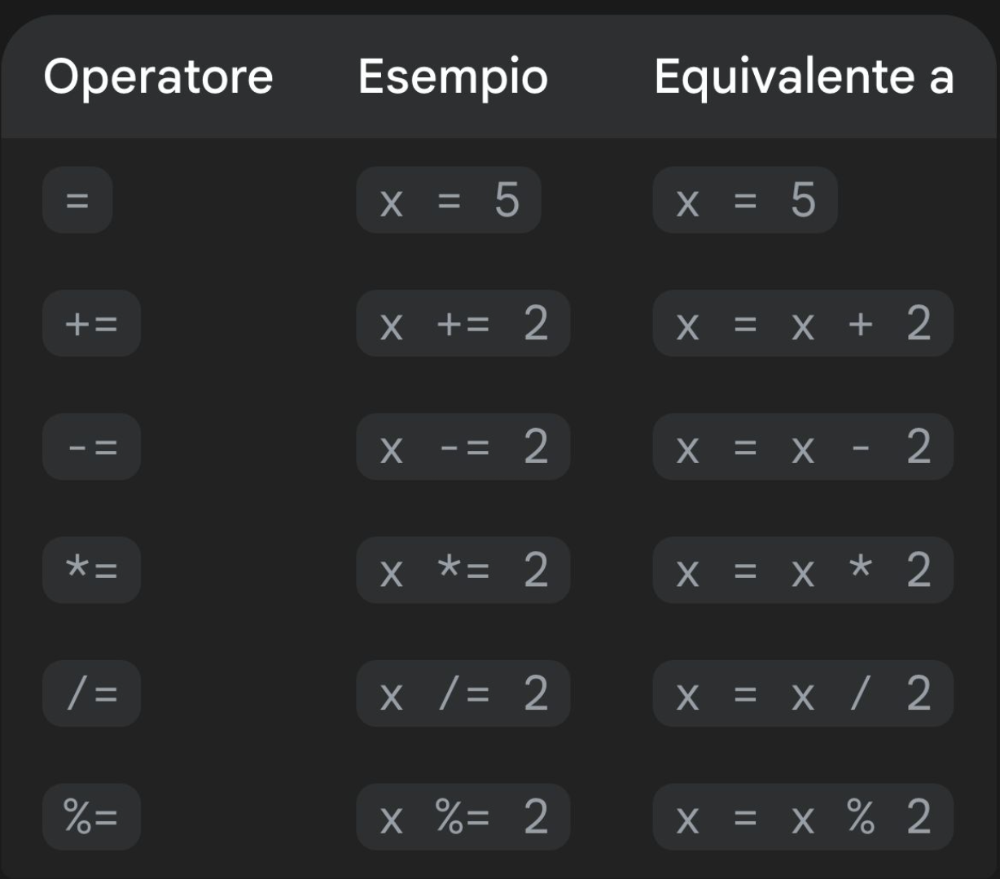 Operatore Esempio Equivalente a
= x = 5 x = 5
+= x += 2 x = x + 2
-= x -= 2 x = x - 2
*= x *= 2 x = x * 2
/= x /= 2 x = x / 2
%= x %= 2 x = x % 2